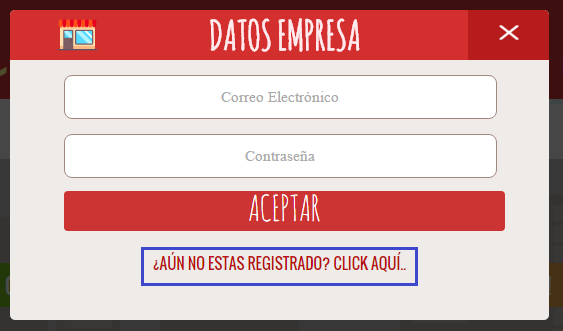 DATOS EMPRESA
Correo Electrónico
Contraseña
ACEPTAR
¿AÚN NO ESTAS REGISTRADO? CLICK AQUÍ..